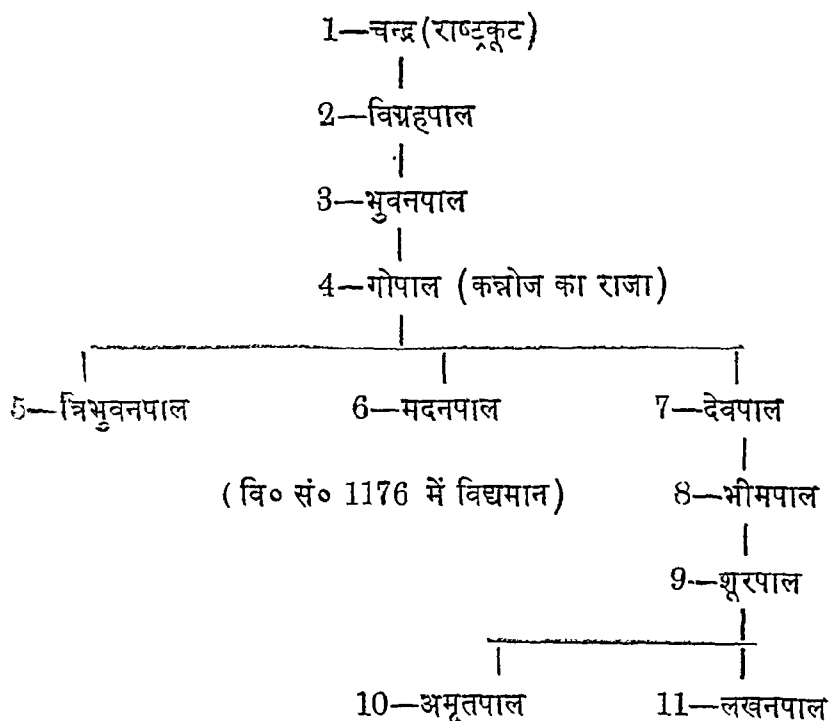 1—चन्द्र (राष्ट्रकूट)
2—विग्रहपाल
3—भुवनपाल
4—गोपाल (कन्नोज का राजा)
5—त्रिभुवनपाल 6—मदनपाल 7—देवपाल
(वि० सं० 1176 में विद्यमान) 8—भीमपाल
9—शूरपाल
10—अमृतपाल 11—लखनपाल